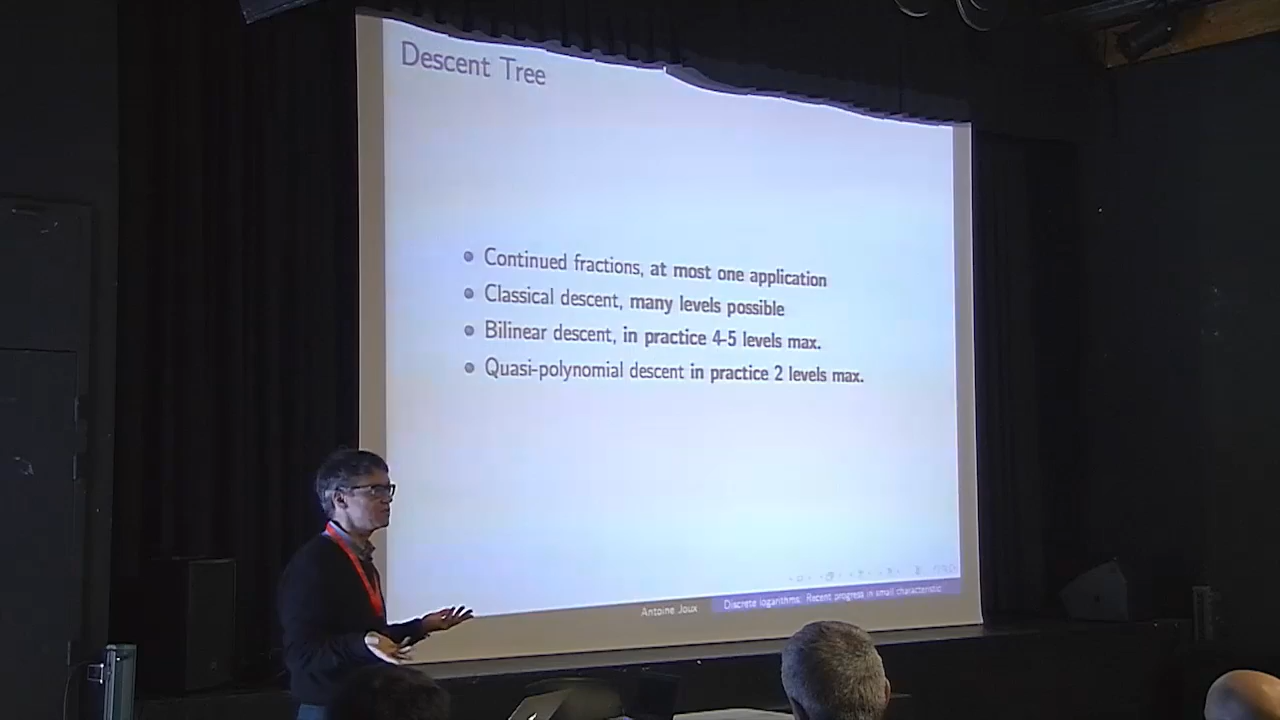 Descent Tree
Continued fractions, at most one application
Classical descent, many levels possible
Bilinear descent, in practice 4-5 levels max.
Quasi-polynomial descent in practice 2 levels max.
Antoine Joux
Discrete logarithms: Recent progress in small characteristic